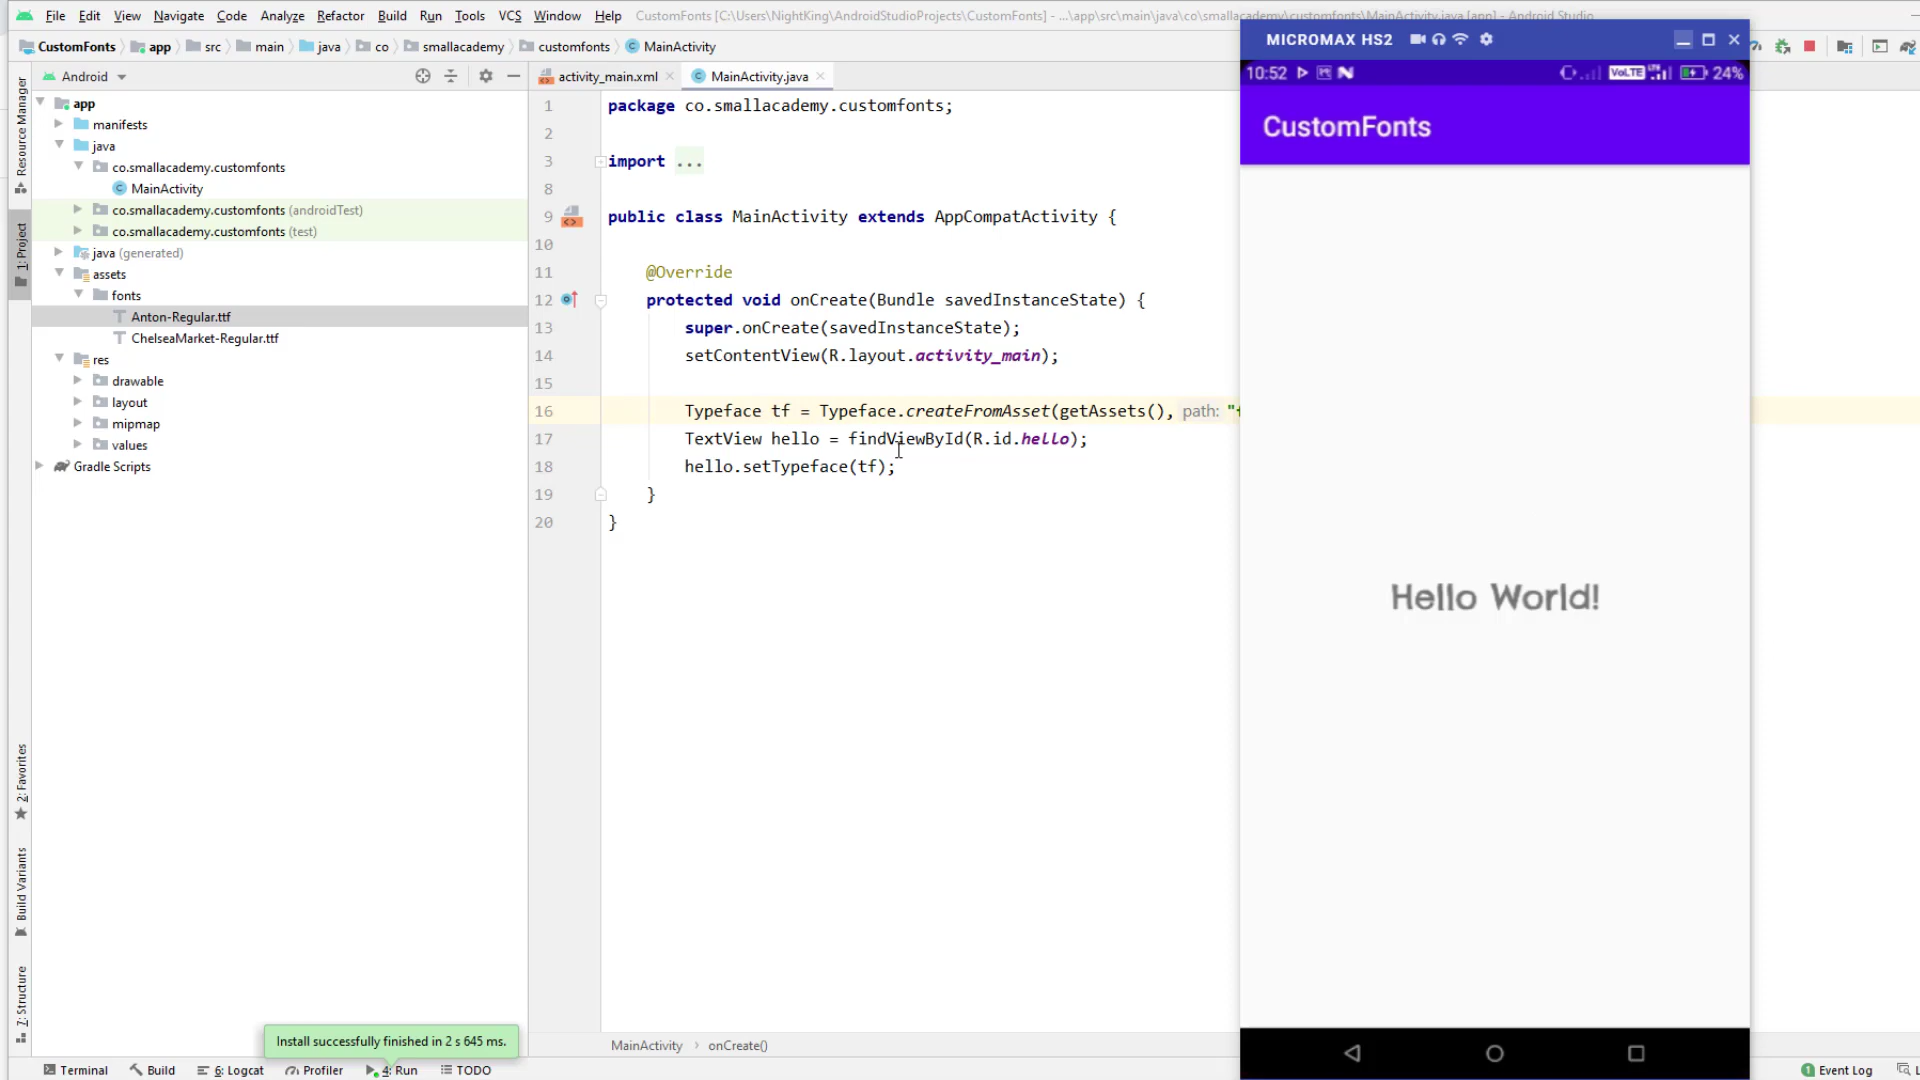 File Edit View Navigate Code Analyze Refactor Build Run Tools VCS Window Help CustomFonts [C:\Users\NightKing\AndroidStudioProjects\CustomFonts] - ...\app\src\main\java\co\smallacademy\customfonts\MainActivity.java [app] - Android Studio
CustomFonts app src main java co smallacademy customfonts MainActivity
Android
activity_main.xml MainActivity.java
Resource Manager
1: Project
2: Favorites
Build Variants
7: Structure
app
manifests
java
co.smallacademy.customfonts
MainActivity
co.smallacademy.customfonts (androidTest)
co.smallacademy.customfonts (test)
java (generated)
assets
fonts
Anton-Regular.ttf
ChelseaMarket-Regular.ttf
res
drawable
layout
mipmap
values
Gradle Scripts
1 package co.smallacademy.customfonts;
2
3 import ...
8
9 public class MainActivity extends AppCompatActivity {
10
11 @Override
12 protected void onCreate(Bundle savedInstanceState) {
13 super.onCreate(savedInstanceState);
14 setContentView(R.layout.activity_main);
15
16 Typeface tf = Typeface.createFromAsset(getAssets(), path: "
17 TextView hello = findViewById(R.id.hello);
18 hello.setTypeface(tf);
19 }
20 }
MICROMAX HS2
10:52 VoLTE LTE 24%
CustomFonts
Hello World!
Install successfully finished in 2 s 645 ms.
MainActivity onCreate()
Terminal Build 6: Logcat Profiler 4: Run TODO
1 Event Log